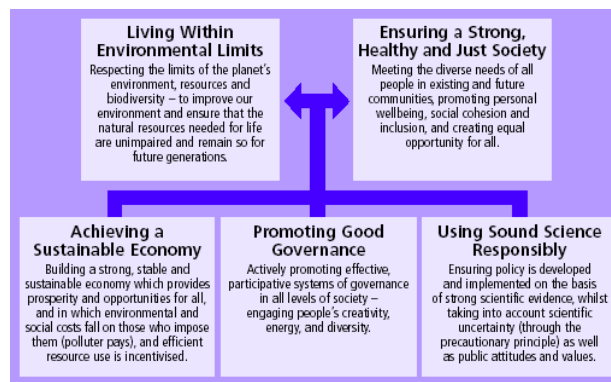 Living Within
Environmental Limits
Respecting the limits of the planet's
environment, resources and
biodiversity – to improve our
environment and ensure that the
natural resources needed for life
are unimpaired and remain so for
future generations.
Ensuring a Strong,
Healthy and Just Society
Meeting the diverse needs of all
people in existing and future
communities, promoting personal
wellbeing, social cohesion and
inclusion, and creating equal
opportunity for all.
Achieving a
Sustainable Economy
Building a strong, stable and
sustainable economy which provides
prosperity and opportunities for all,
and in which environmental and
social costs fall on those who impose
them (polluter pays), and efficient
resource use is incentivised.
Promoting Good
Governance
Actively promoting effective,
participative systems of governance
in all levels of society –
engaging people's creativity,
energy, and diversity.
Using Sound Science
Responsibly
Ensuring policy is developed
and implemented on the basis
of strong scientific evidence, whilst
taking into account scientific
uncertainty (through the
precautionary principle) as well
as public attitudes and values.